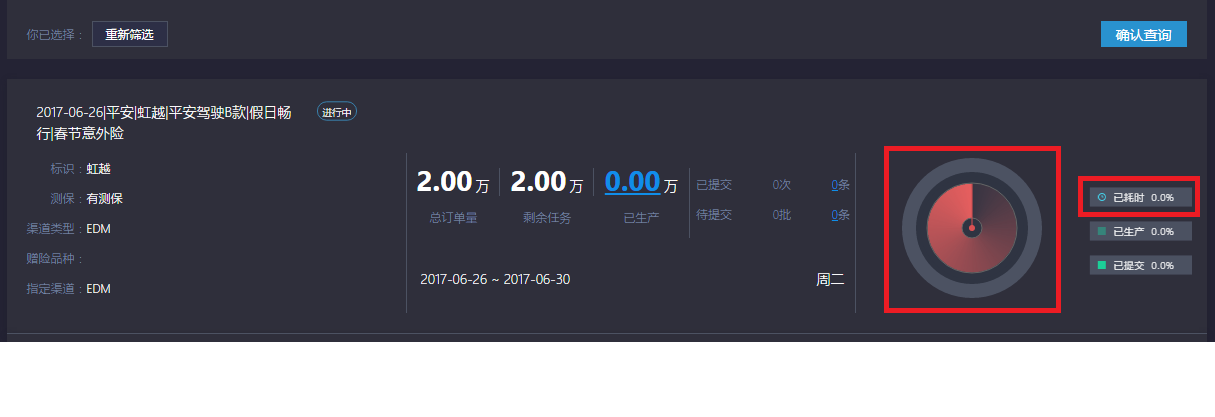 你已选择： 重新筛选 确认查询
2017-06-26|平安|虹越|平安驾驶B款|假日畅 进行中
行|春节意外险
标识：虹越
测保：有测保
渠道类型：EDM
赠险品种：
指定渠道：EDM
2.00 万 2.00 万 0.00 万
总订单量 剩余任务 已生产
已提交 0次 0条
待提交 0批 0条
2017-06-26 ~ 2017-06-30 周二
已耗时 0.0%
已生产 0.0%
已提交 0.0%